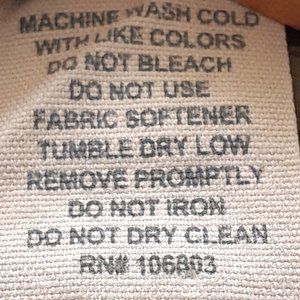 MACHINE WASH COLD
WITH LIKE COLORS
DO NOT BLEACH
DO NOT USE
FABRIC SOFTENER
TUMBLE DRY LOW
REMOVE PROMPTLY
DO NOT IRON
DO NOT DRY CLEAN
RN# 106803